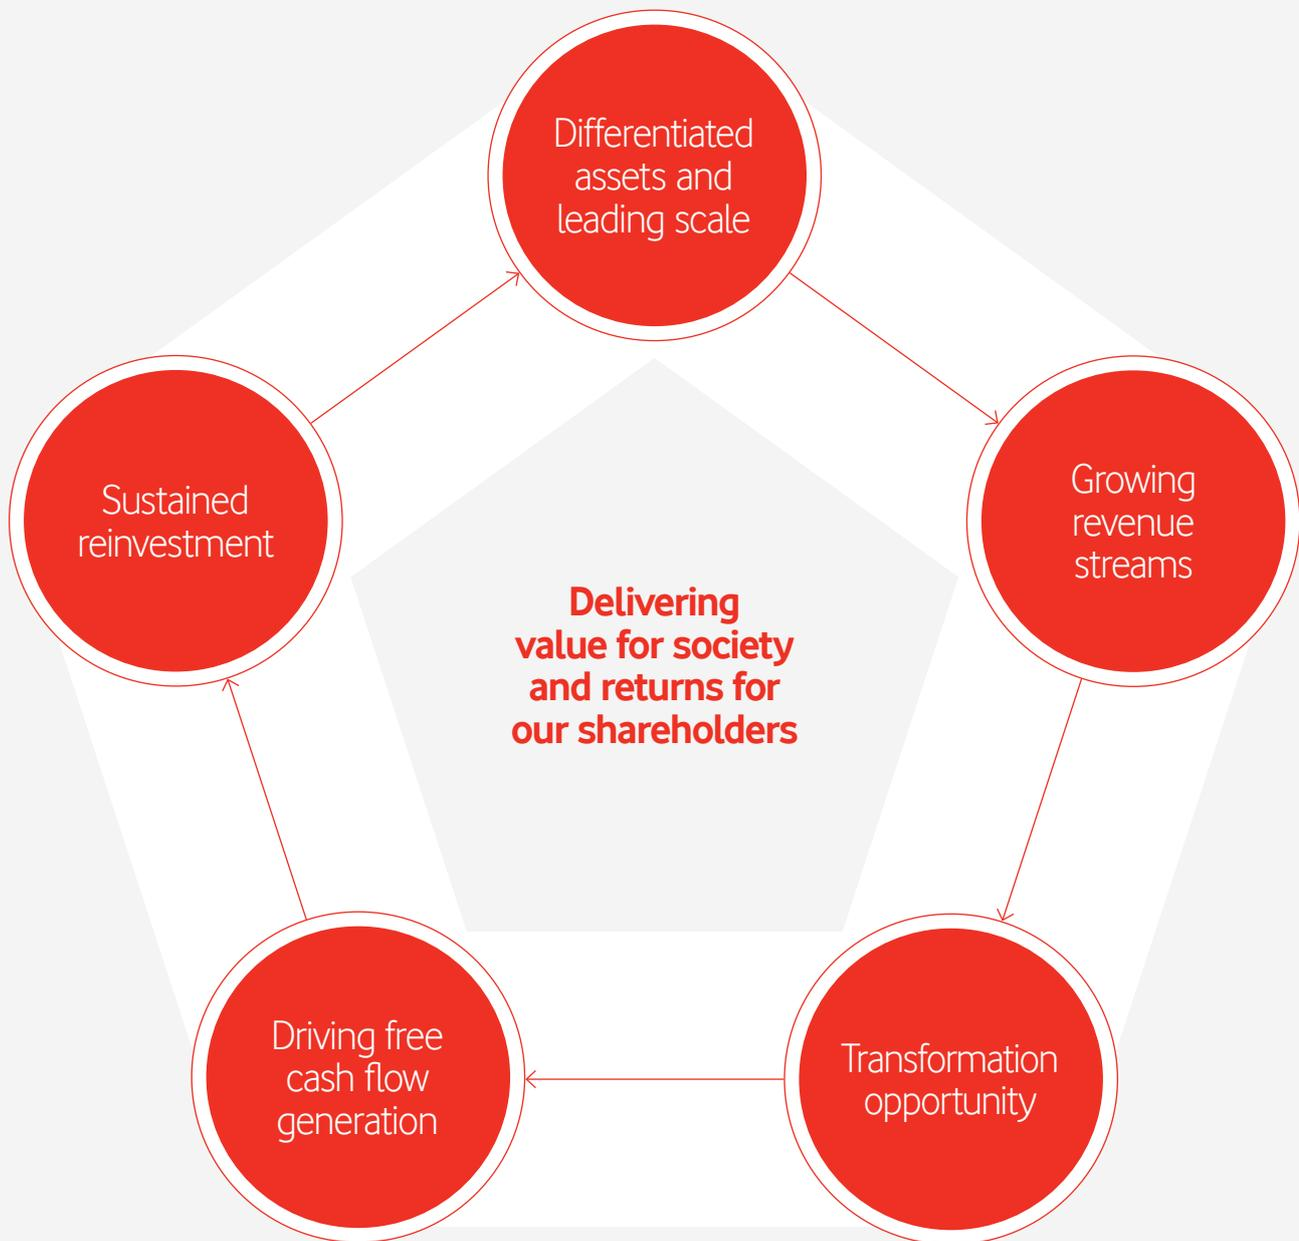 Differentiated
assets and
leading scale
Growing
revenue
streams
Transformation
opportunity
Driving free
cash flow
generation
Sustained
reinvestment
Delivering
value for society
and returns for
our shareholders